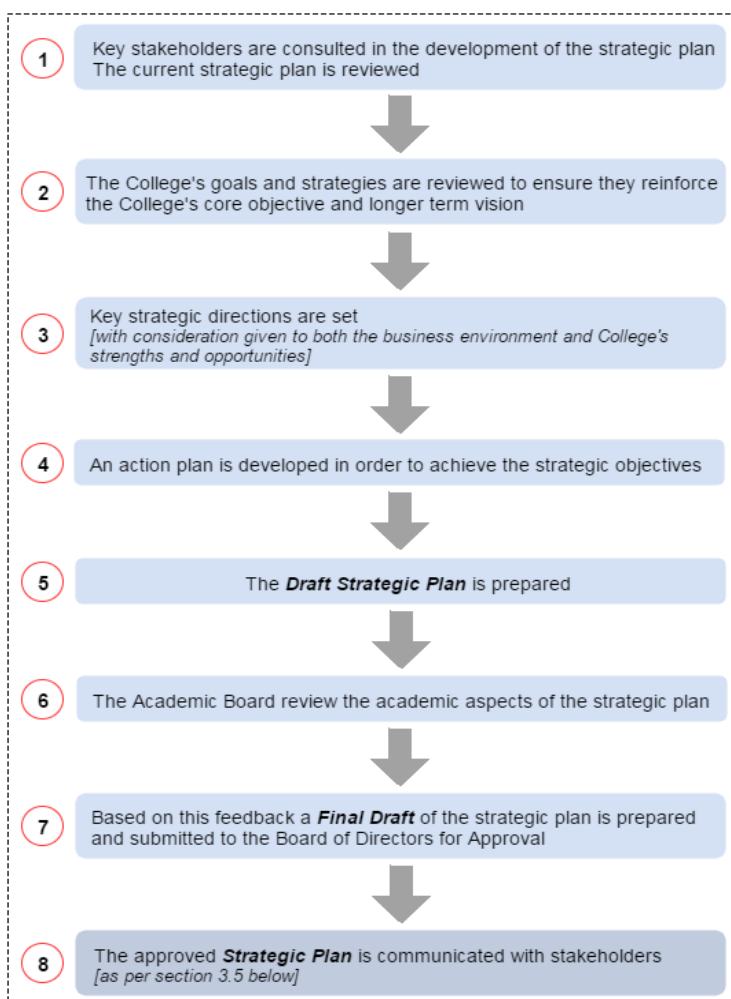 1
Key stakeholders are consulted in the development of the strategic plan
The current strategic plan is reviewed
2
The College's goals and strategies are reviewed to ensure they reinforce
the College's core objective and longer term vision
3
Key strategic directions are set
[with consideration given to both the business environment and College's
strengths and opportunities]
4
An action plan is developed in order to achieve the strategic objectives
5
The Draft Strategic Plan is prepared
6
The Academic Board review the academic aspects of the strategic plan
7
Based on this feedback a Final Draft of the strategic plan is prepared
and submitted to the Board of Directors for Approval
8
The approved Strategic Plan is communicated with stakeholders
[as per section 3.5 below]